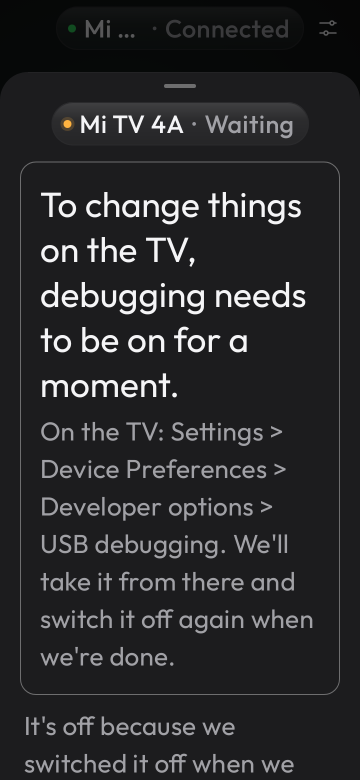 Mi ... · Connected
Mi TV 4A · Waiting
To change things
on the TV,
debugging needs
to be on for a
moment.
On the TV: Settings >
Device Preferences >
Developer options >
USB debugging. We'll
take it from there and
switch it off again when
we're done.
It's off because we
switched it off when we